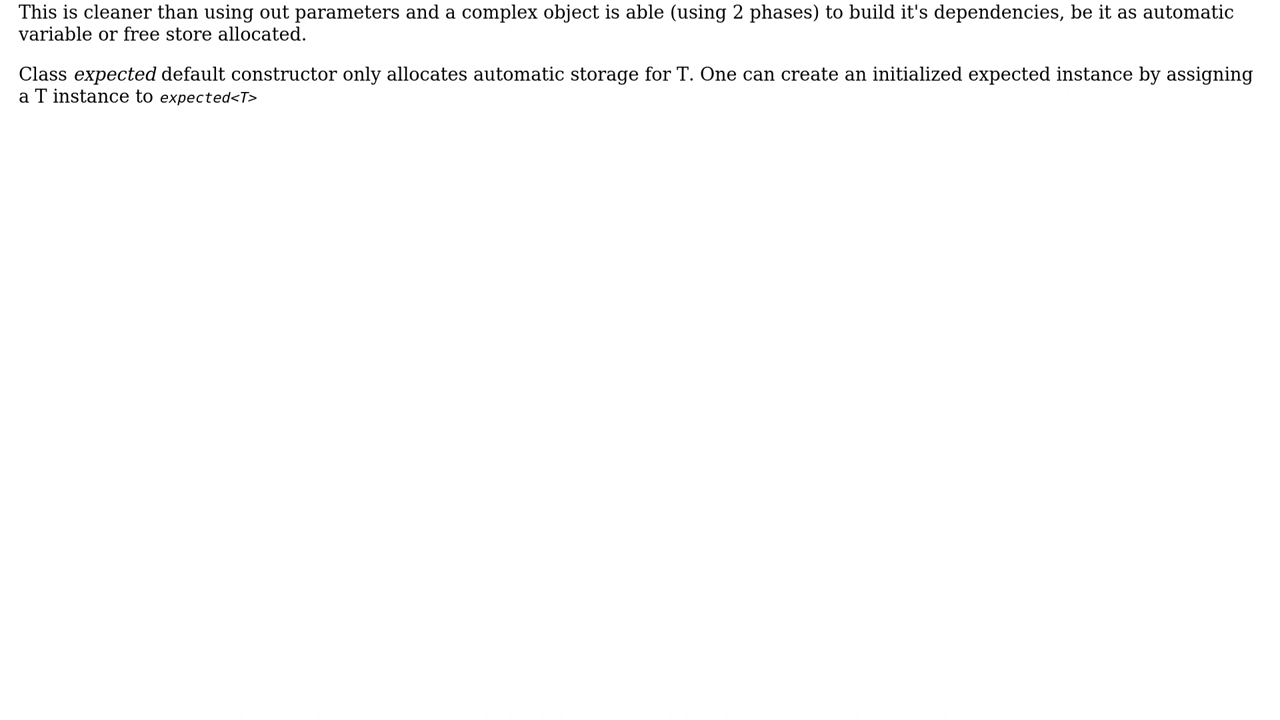 This is cleaner than using out parameters and a complex object is able (using 2 phases) to build it's dependencies, be it as automatic
variable or free store allocated.
Class expected default constructor only allocates automatic storage for T. One can create an initialized expected instance by assigning
a T instance to expected<T>